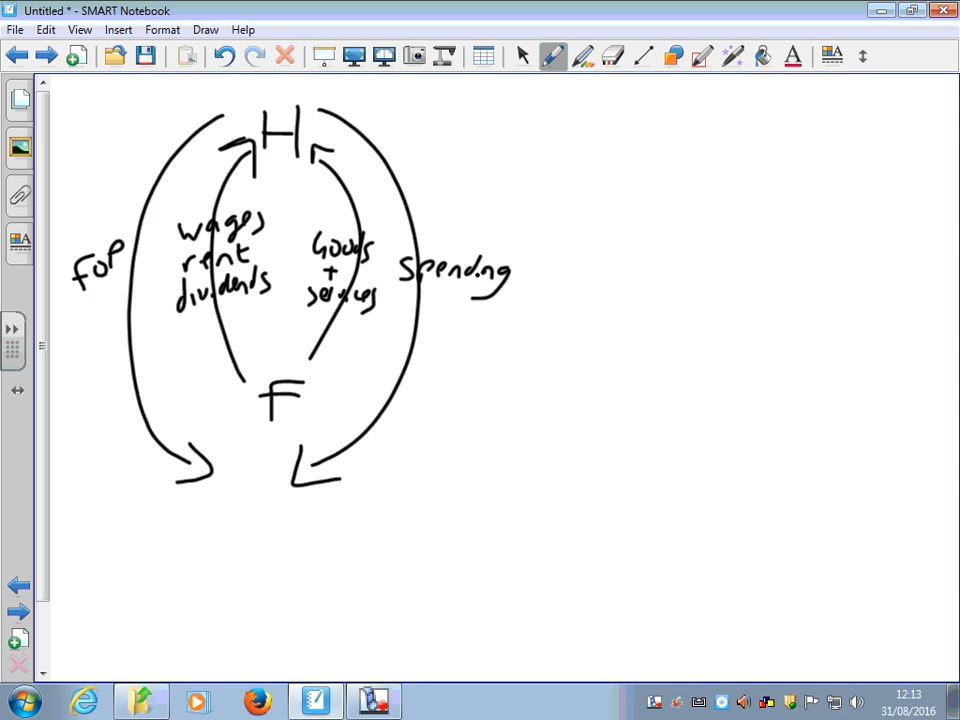 Untitled * - SMART Notebook
File Edit View Insert Format Draw Help
H
FOP
wages
rent
dividends
Goods
+
services
Spending
F
12:13
31/08/2016